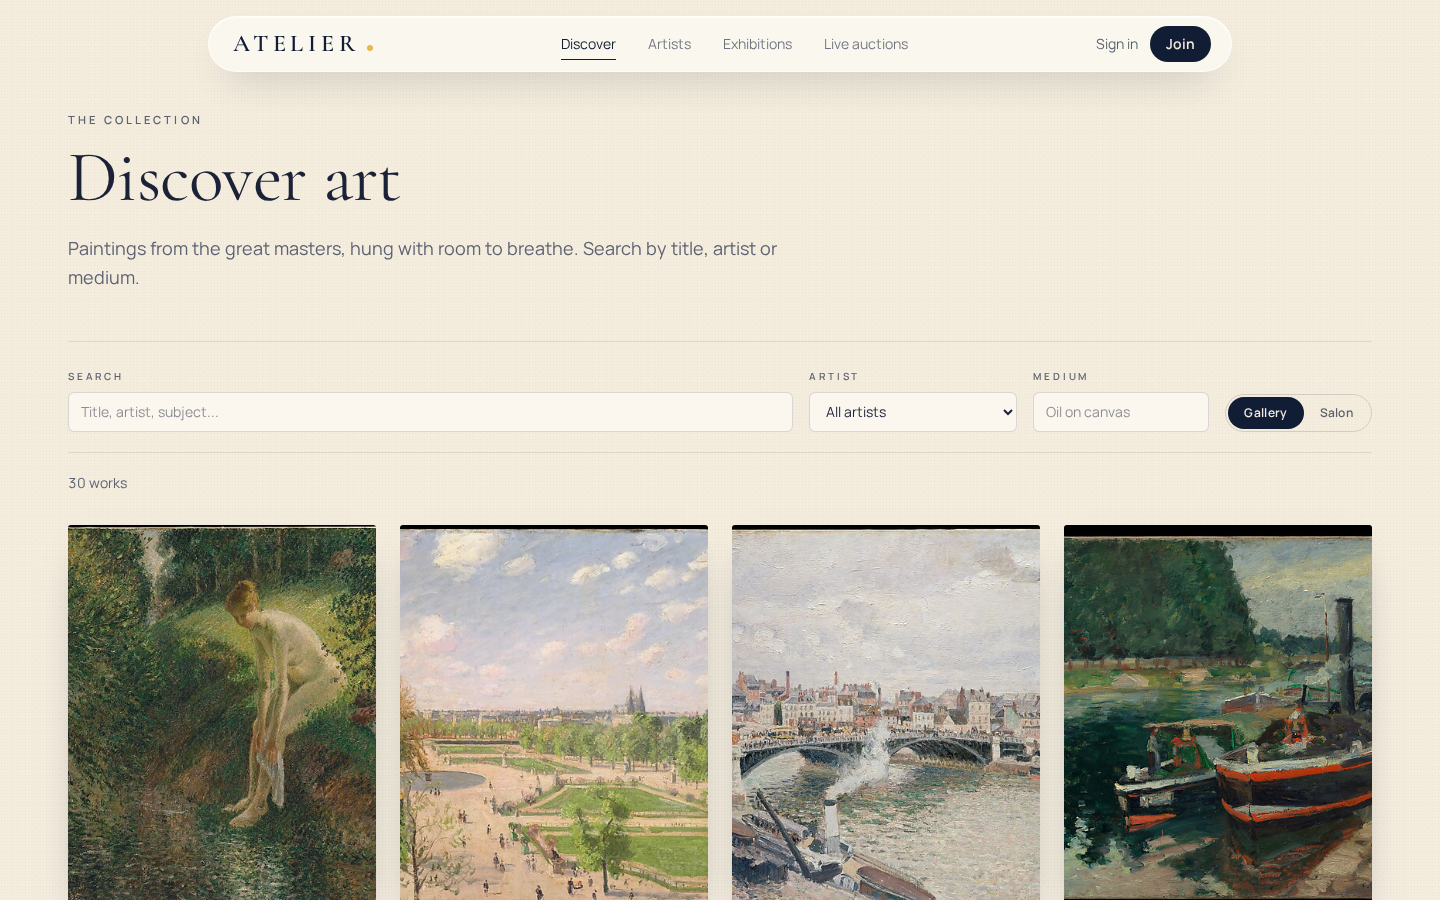 ATELIER
Discover Artists Exhibitions Live auctions
Sign in Join
THE COLLECTION
Discover art
Paintings from the great masters, hung with room to breathe. Search by title, artist or
medium.
SEARCH
Title, artist, subject...
ARTIST
All artists
MEDIUM
Oil on canvas
Gallery Salon
30 works